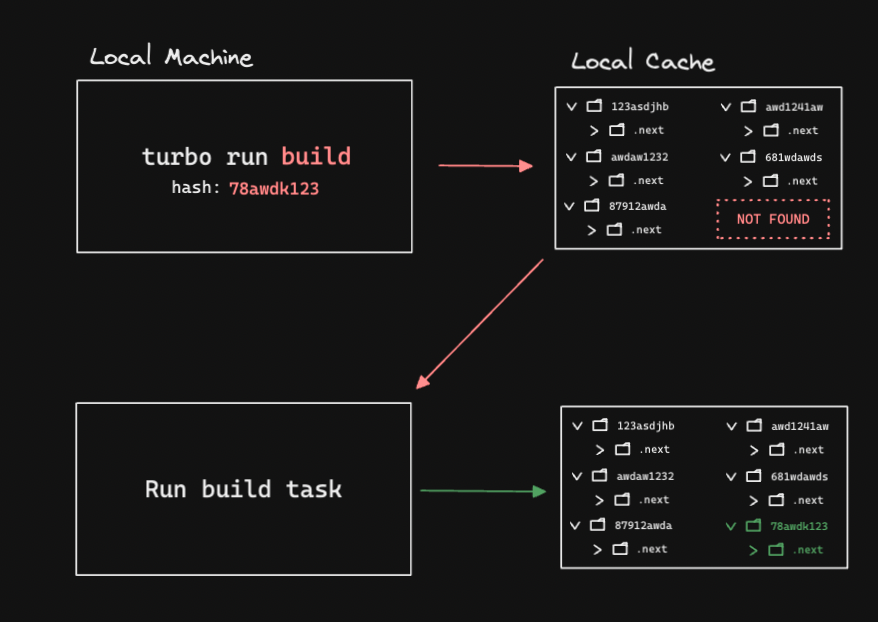 Local Machine
Local Cache
turbo run build
hash: 78awdk123
123asdjhb
.next
awdaw1232
.next
87912awda
.next
awd1241aw
.next
681wdawds
.next
NOT FOUND
Run build task
123asdjhb
.next
awdaw1232
.next
87912awda
.next
awd1241aw
.next
681wdawds
.next
78awdk123
.next